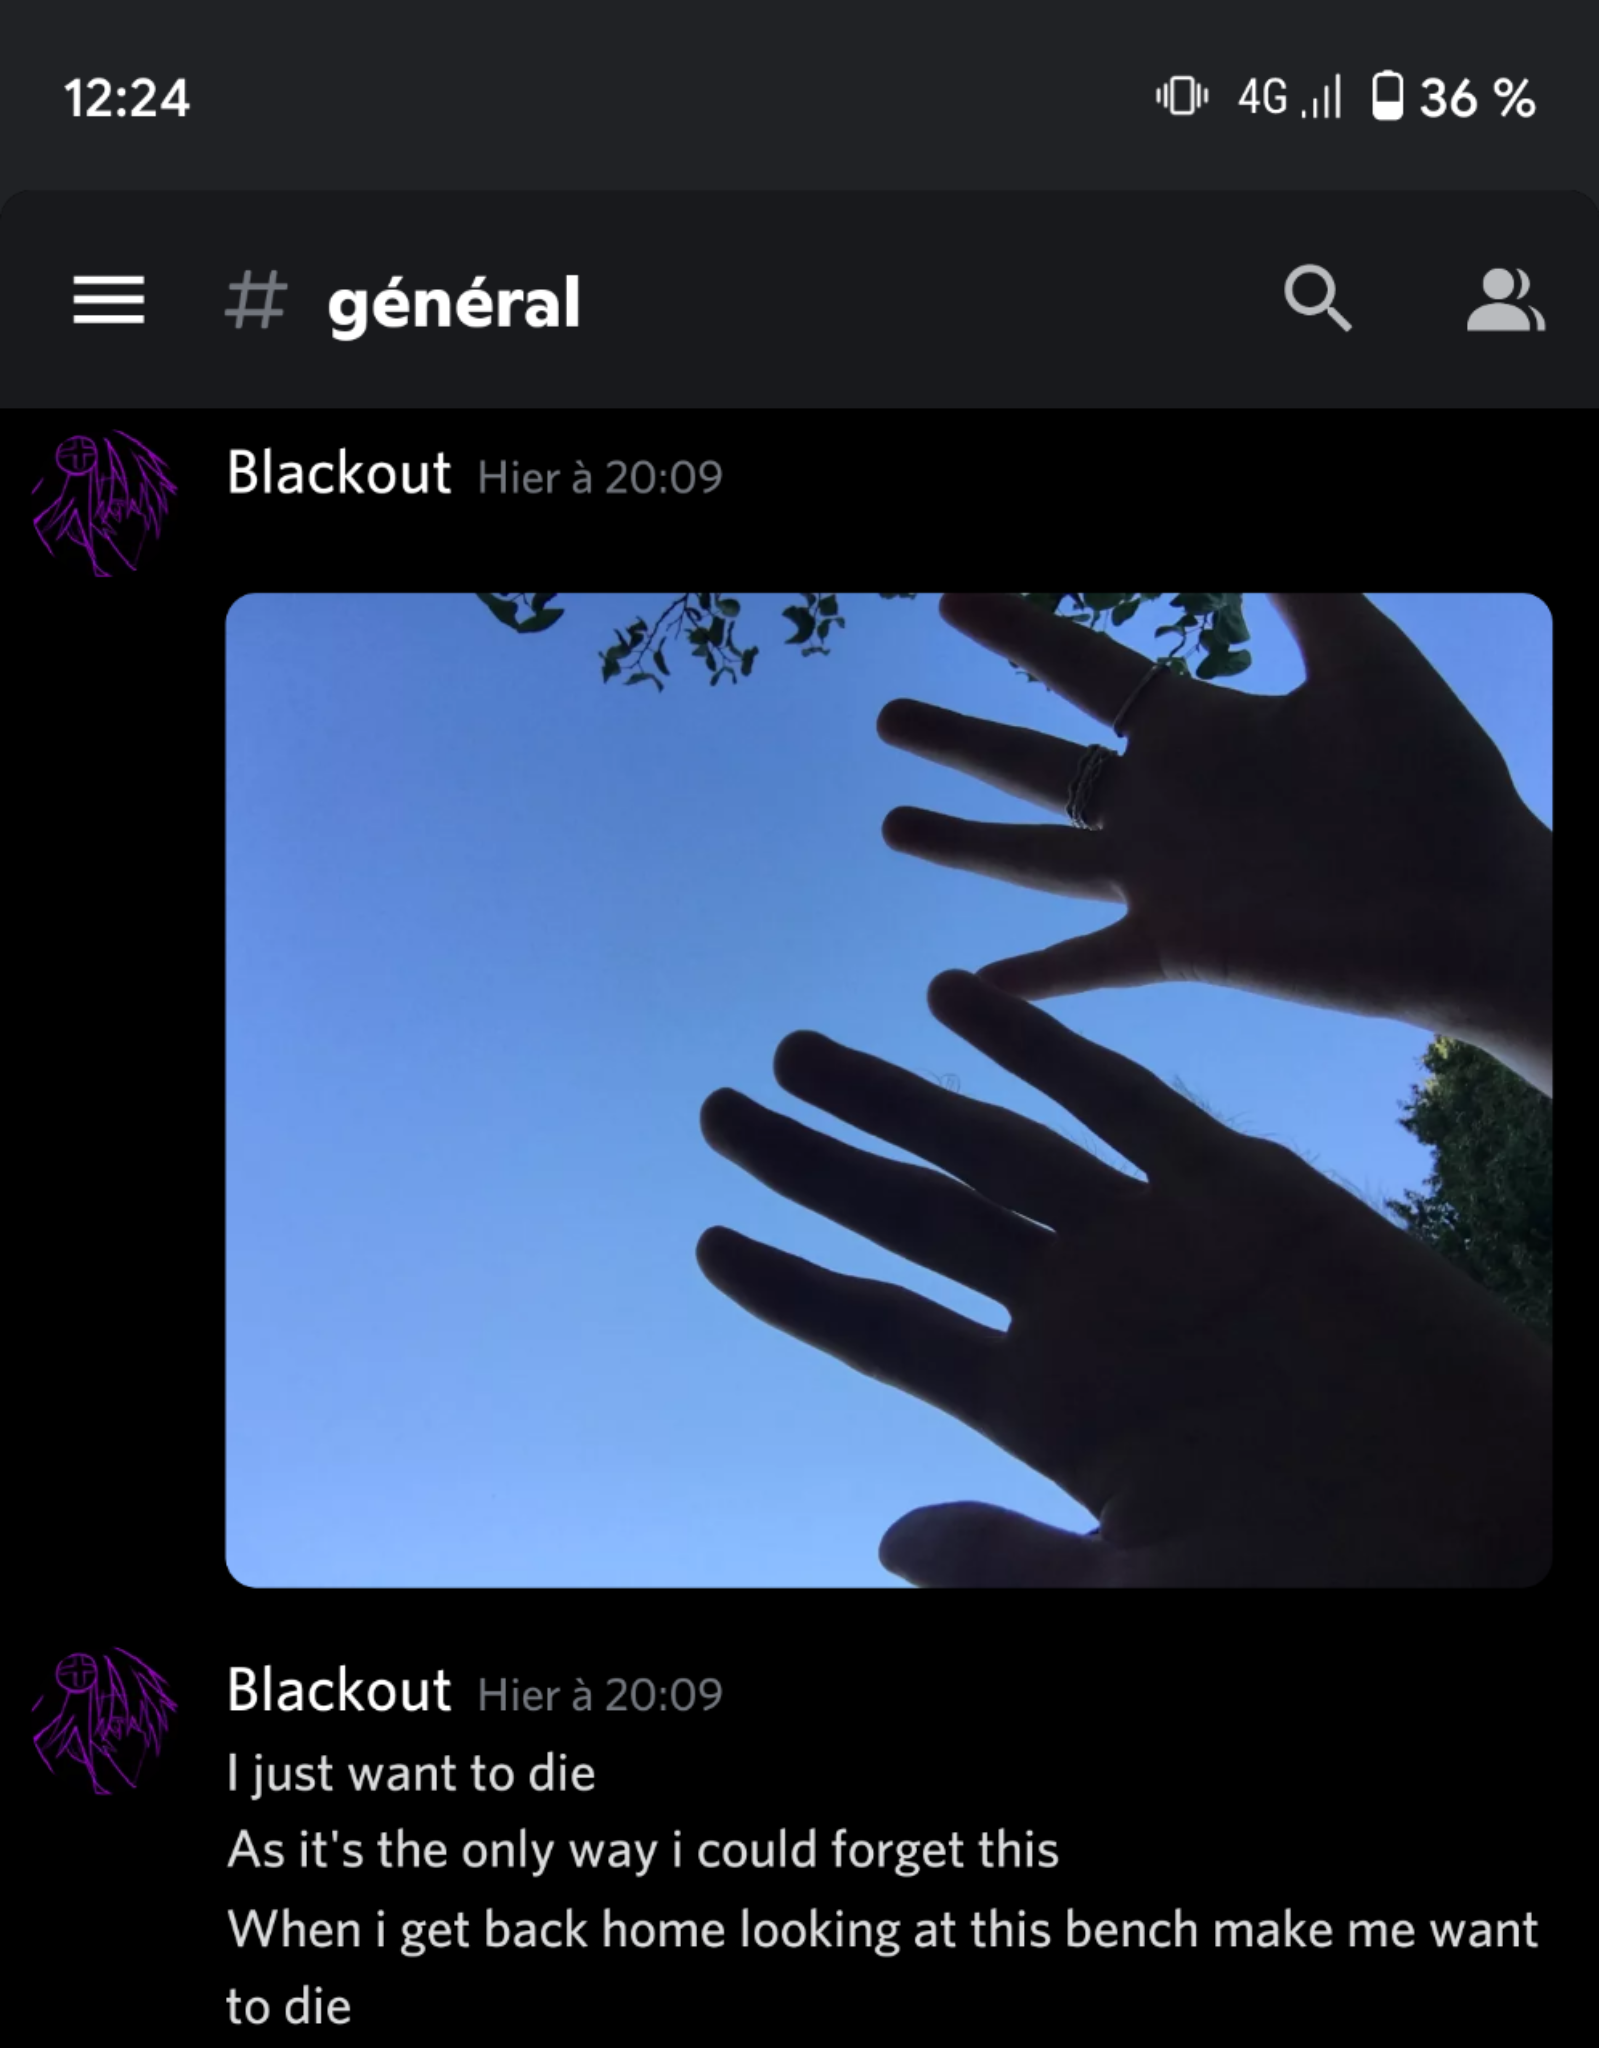 12:24
4G 36 %
# général
Blackout Hier à 20:09
Blackout Hier à 20:09
I just want to die
As it's the only way i could forget this
When i get back home looking at this bench make me want
to die